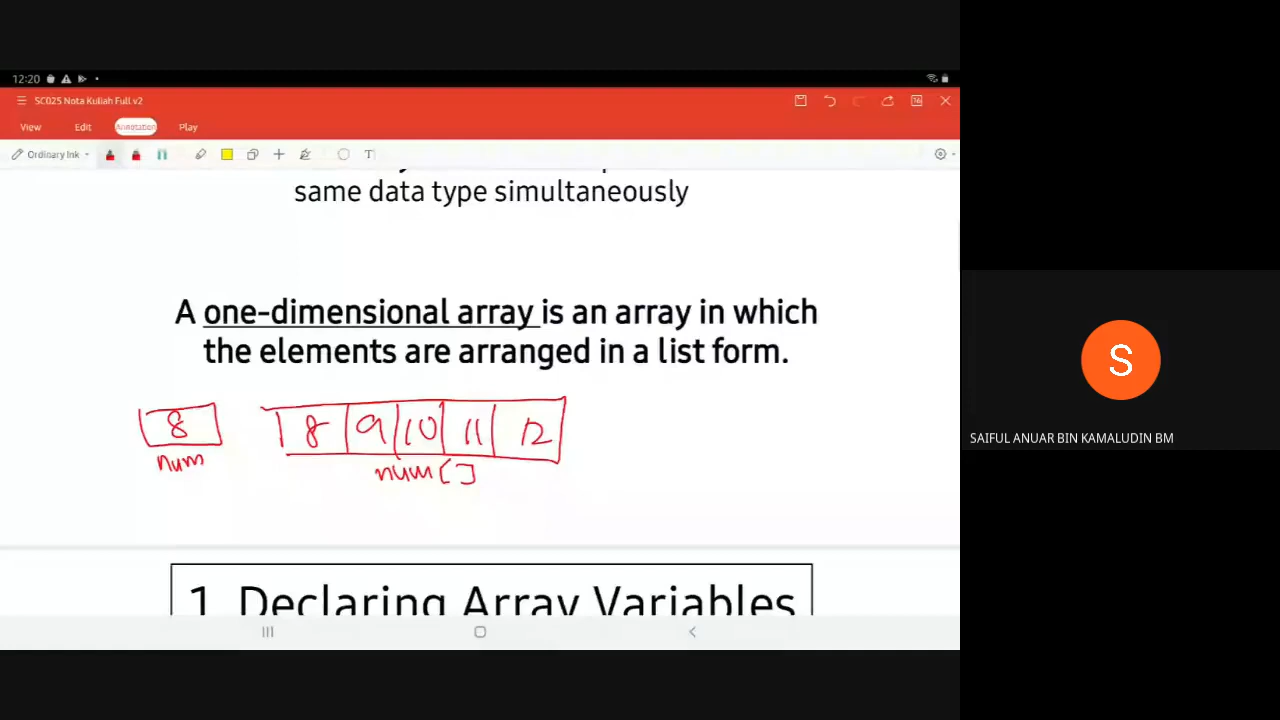 12:20
SC025 Nota Kuliah Full v2
View Edit Annotation Play
Ordinary Ink
same data type simultaneously
A one-dimensional array is an array in which
the elements are arranged in a list form.
8 8 9 10 11 12
num num[]
1 Declaring Array Variables
S
SAIFUL ANUAR BIN KAMALUDIN BM